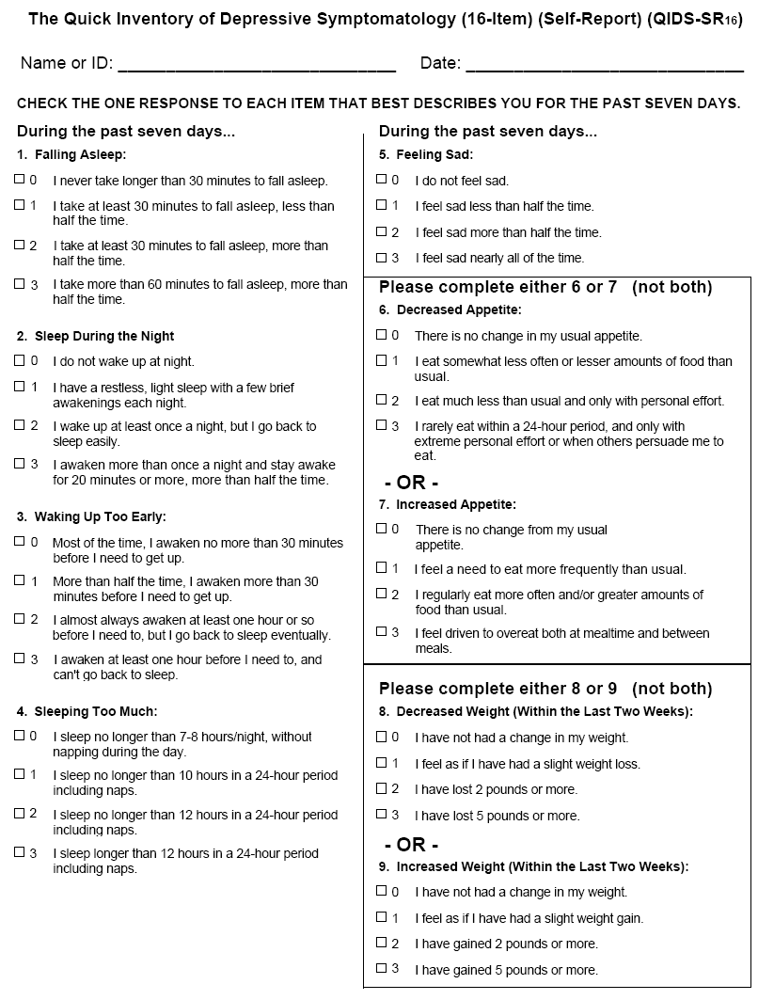 The Quick Inventory of Depressive Symptomatology (16-Item) (Self-Report) (QIDS-SR16)
Name or ID: ________________________________ Date: ________________________________
CHECK THE ONE RESPONSE TO EACH ITEM THAT BEST DESCRIBES YOU FOR THE PAST SEVEN DAYS.
During the past seven days...
1. Falling Asleep:
0 I never take longer than 30 minutes to fall asleep.
1 I take at least 30 minutes to fall asleep, less than
half the time.
2 I take at least 30 minutes to fall asleep, more than
half the time.
3 I take more than 60 minutes to fall asleep, more than
half the time.
2. Sleep During the Night
0 I do not wake up at night.
1 I have a restless, light sleep with a few brief
awakenings each night.
2 I wake up at least once a night, but I go back to
sleep easily.
3 I awaken more than once a night and stay awake
for 20 minutes or more, more than half the time.
3. Waking Up Too Early:
0 Most of the time, I awaken no more than 30 minutes
before I need to get up.
1 More than half the time, I awaken more than 30
minutes before I need to get up.
2 I almost always awaken at least one hour or so
before I need to, but I go back to sleep eventually.
3 I awaken at least one hour before I need to, and
can't go back to sleep.
4. Sleeping Too Much:
0 I sleep no longer than 7-8 hours/night, without
napping during the day.
1 I sleep no longer than 10 hours in a 24-hour period
including naps.
2 I sleep no longer than 12 hours in a 24-hour period
including naps.
3 I sleep longer than 12 hours in a 24-hour period
including naps.
During the past seven days...
5. Feeling Sad:
0 I do not feel sad.
1 I feel sad less than half the time.
2 I feel sad more than half the time.
3 I feel sad nearly all of the time.
Please complete either 6 or 7 (not both)
6. Decreased Appetite:
0 There is no change in my usual appetite.
1 I eat somewhat less often or lesser amounts of food than
usual.
2 I eat much less than usual and only with personal effort.
3 I rarely eat within a 24-hour period, and only with
extreme personal effort or when others persuade me to
eat.
- OR -
7. Increased Appetite:
0 There is no change from my usual
appetite.
1 I feel a need to eat more frequently than usual.
2 I regularly eat more often and/or greater amounts of
food than usual.
3 I feel driven to overeat both at mealtime and between
meals.
Please complete either 8 or 9 (not both)
8. Decreased Weight (Within the Last Two Weeks):
0 I have not had a change in my weight.
1 I feel as if I have had a slight weight loss.
2 I have lost 2 pounds or more.
3 I have lost 5 pounds or more.
- OR -
9. Increased Weight (Within the Last Two Weeks):
0 I have not had a change in my weight.
1 I feel as if I have had a slight weight gain.
2 I have gained 2 pounds or more.
3 I have gained 5 pounds or more.